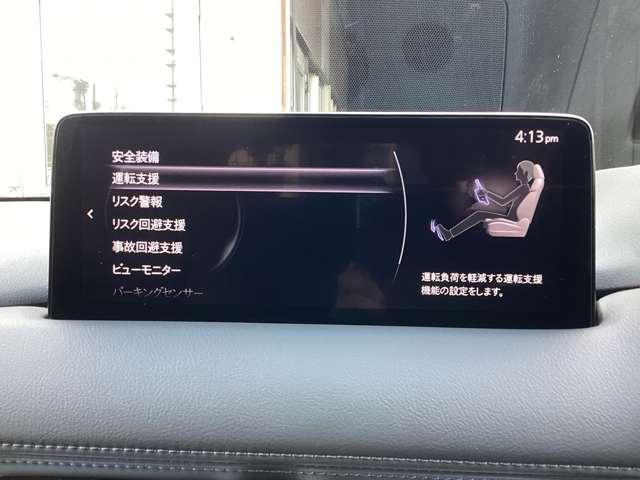 4:13pm
安全装備
運転支援
リスク警報
リスク回避支援
事故回避支援
ビューモニター
パーキングセンサー
運転負荷を軽減する運転支援
機能の設定をします。